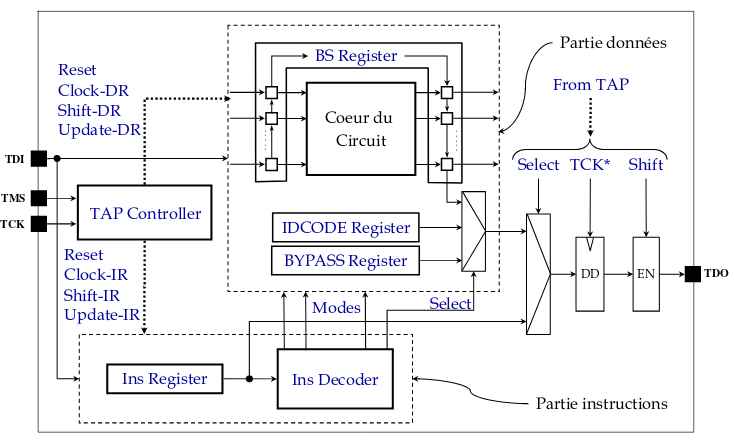 BS Register
Partie données
Reset
Clock-DR
Shift-DR
Update-DR
From TAP
Coeur du
Circuit
TDI
Select
TCK*
Shift
TMS
TAP Controller
TCK
IDCODE Register
Reset
Clock-IR
Shift-IR
Update-IR
BYPASS Register
DD
EN
TDO
Modes
Select
Ins Register
Ins Decoder
Partie instructions